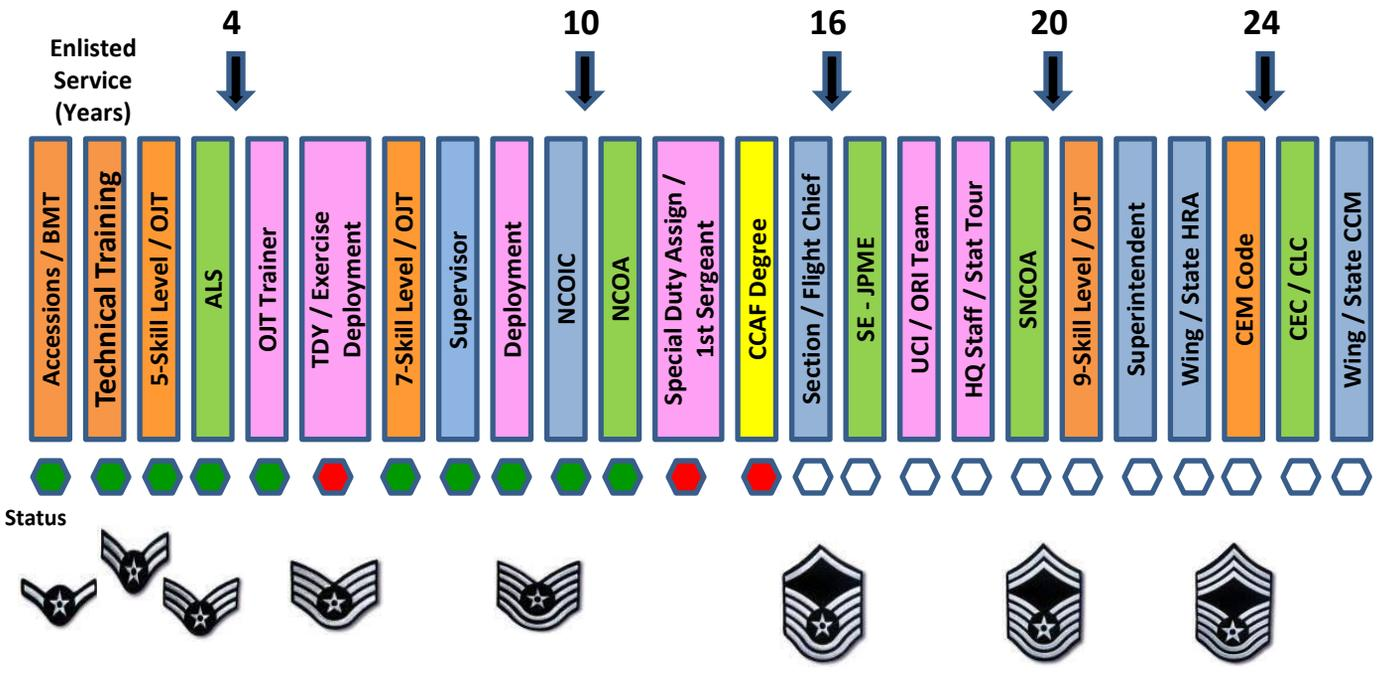 4
10
16
20
24
Enlisted
Service
(Years)
Accessions / BMT
Technical Training
5-Skill Level / OJT
ALS
OJT Trainer
TDY / Exercise
Deployment
7-Skill Level / OJT
Supervisor
Deployment
NCOIC
NCOA
Special Duty Assign /
1st Sergeant
CCAF Degree
Section / Flight Chief
SE - JPME
UCI / ORI Team
HQ Staff / Stat Tour
SNCOA
9-Skill Level / OJT
Superintendent
Wing / State HRA
CEM Code
CEC / CLC
Wing / State CCM
Status